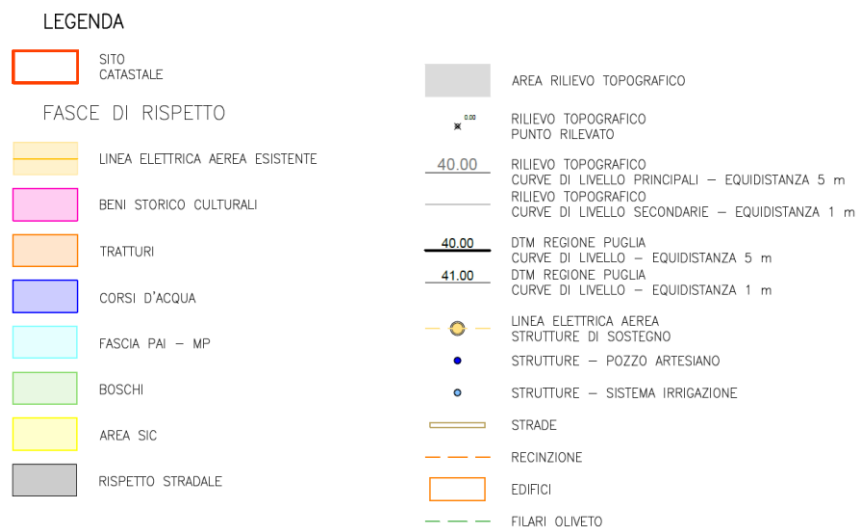 LEGENDA
SITO
CATASTALE
FASCE DI RISPETTO
LINEA ELETTRICA AEREA ESISTENTE
BENI STORICO CULTURALI
TRATTURI
CORSI D'ACQUA
FASCIA PAI – MP
BOSCHI
AREA SIC
RISPETTO STRADALE
AREA RILIEVO TOPOGRAFICO
0.00
RILIEVO TOPOGRAFICO
PUNTO RILEVATO
40.00
RILIEVO TOPOGRAFICO
CURVE DI LIVELLO PRINCIPALI – EQUIDISTANZA 5 m
RILIEVO TOPOGRAFICO
CURVE DI LIVELLO SECONDARIE – EQUIDISTANZA 1 m
40.00
DTM REGIONE PUGLIA
CURVE DI LIVELLO – EQUIDISTANZA 5 m
41.00
DTM REGIONE PUGLIA
CURVE DI LIVELLO – EQUIDISTANZA 1 m
LINEA ELETTRICA AEREA
STRUTTURE DI SOSTEGNO
STRUTTURE – POZZO ARTESIANO
STRUTTURE – SISTEMA IRRIGAZIONE
STRADE
RECINZIONE
EDIFICI
FILARI OLIVETO